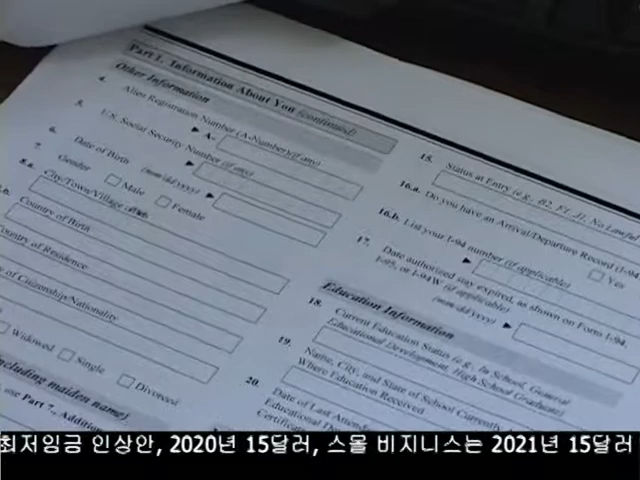 Part 1. Information About You (continued)
Other Information
4. Alien Registration Number (A-Number) (if any)
► A-
5. U.S. Social Security Number (if any)
►
6. Date of Birth (mm/dd/yyyy) ►
7. Gender Male Female
8.a. City/Town/Village of Birth
Country of Birth
Country of Residence
of Citizenship/Nationality
Widowed Single Divorced
including maiden name)
use Part 7.
15. Status at Entry (e.g., B2, F1, J1, No Lawful
16.a. Do you have an Arrival/Departure Record (I-94
Yes
16.b. List your I-94 number (if applicable)
►
17. Date authorized stay expired, as shown on Form I-94,
I-95, or I-94W (if applicable)
(mm/dd/yyyy) ►
Education Information
18. Current Education Status (e.g., In School, General
Educational Development, High School Graduate)
19. Name, City, and State of School Currently
Where Education Received
20. Date of Last
Educational
최저임금 인상안, 2020년 15달러, 스몰 비지니스는 2021년 15달러